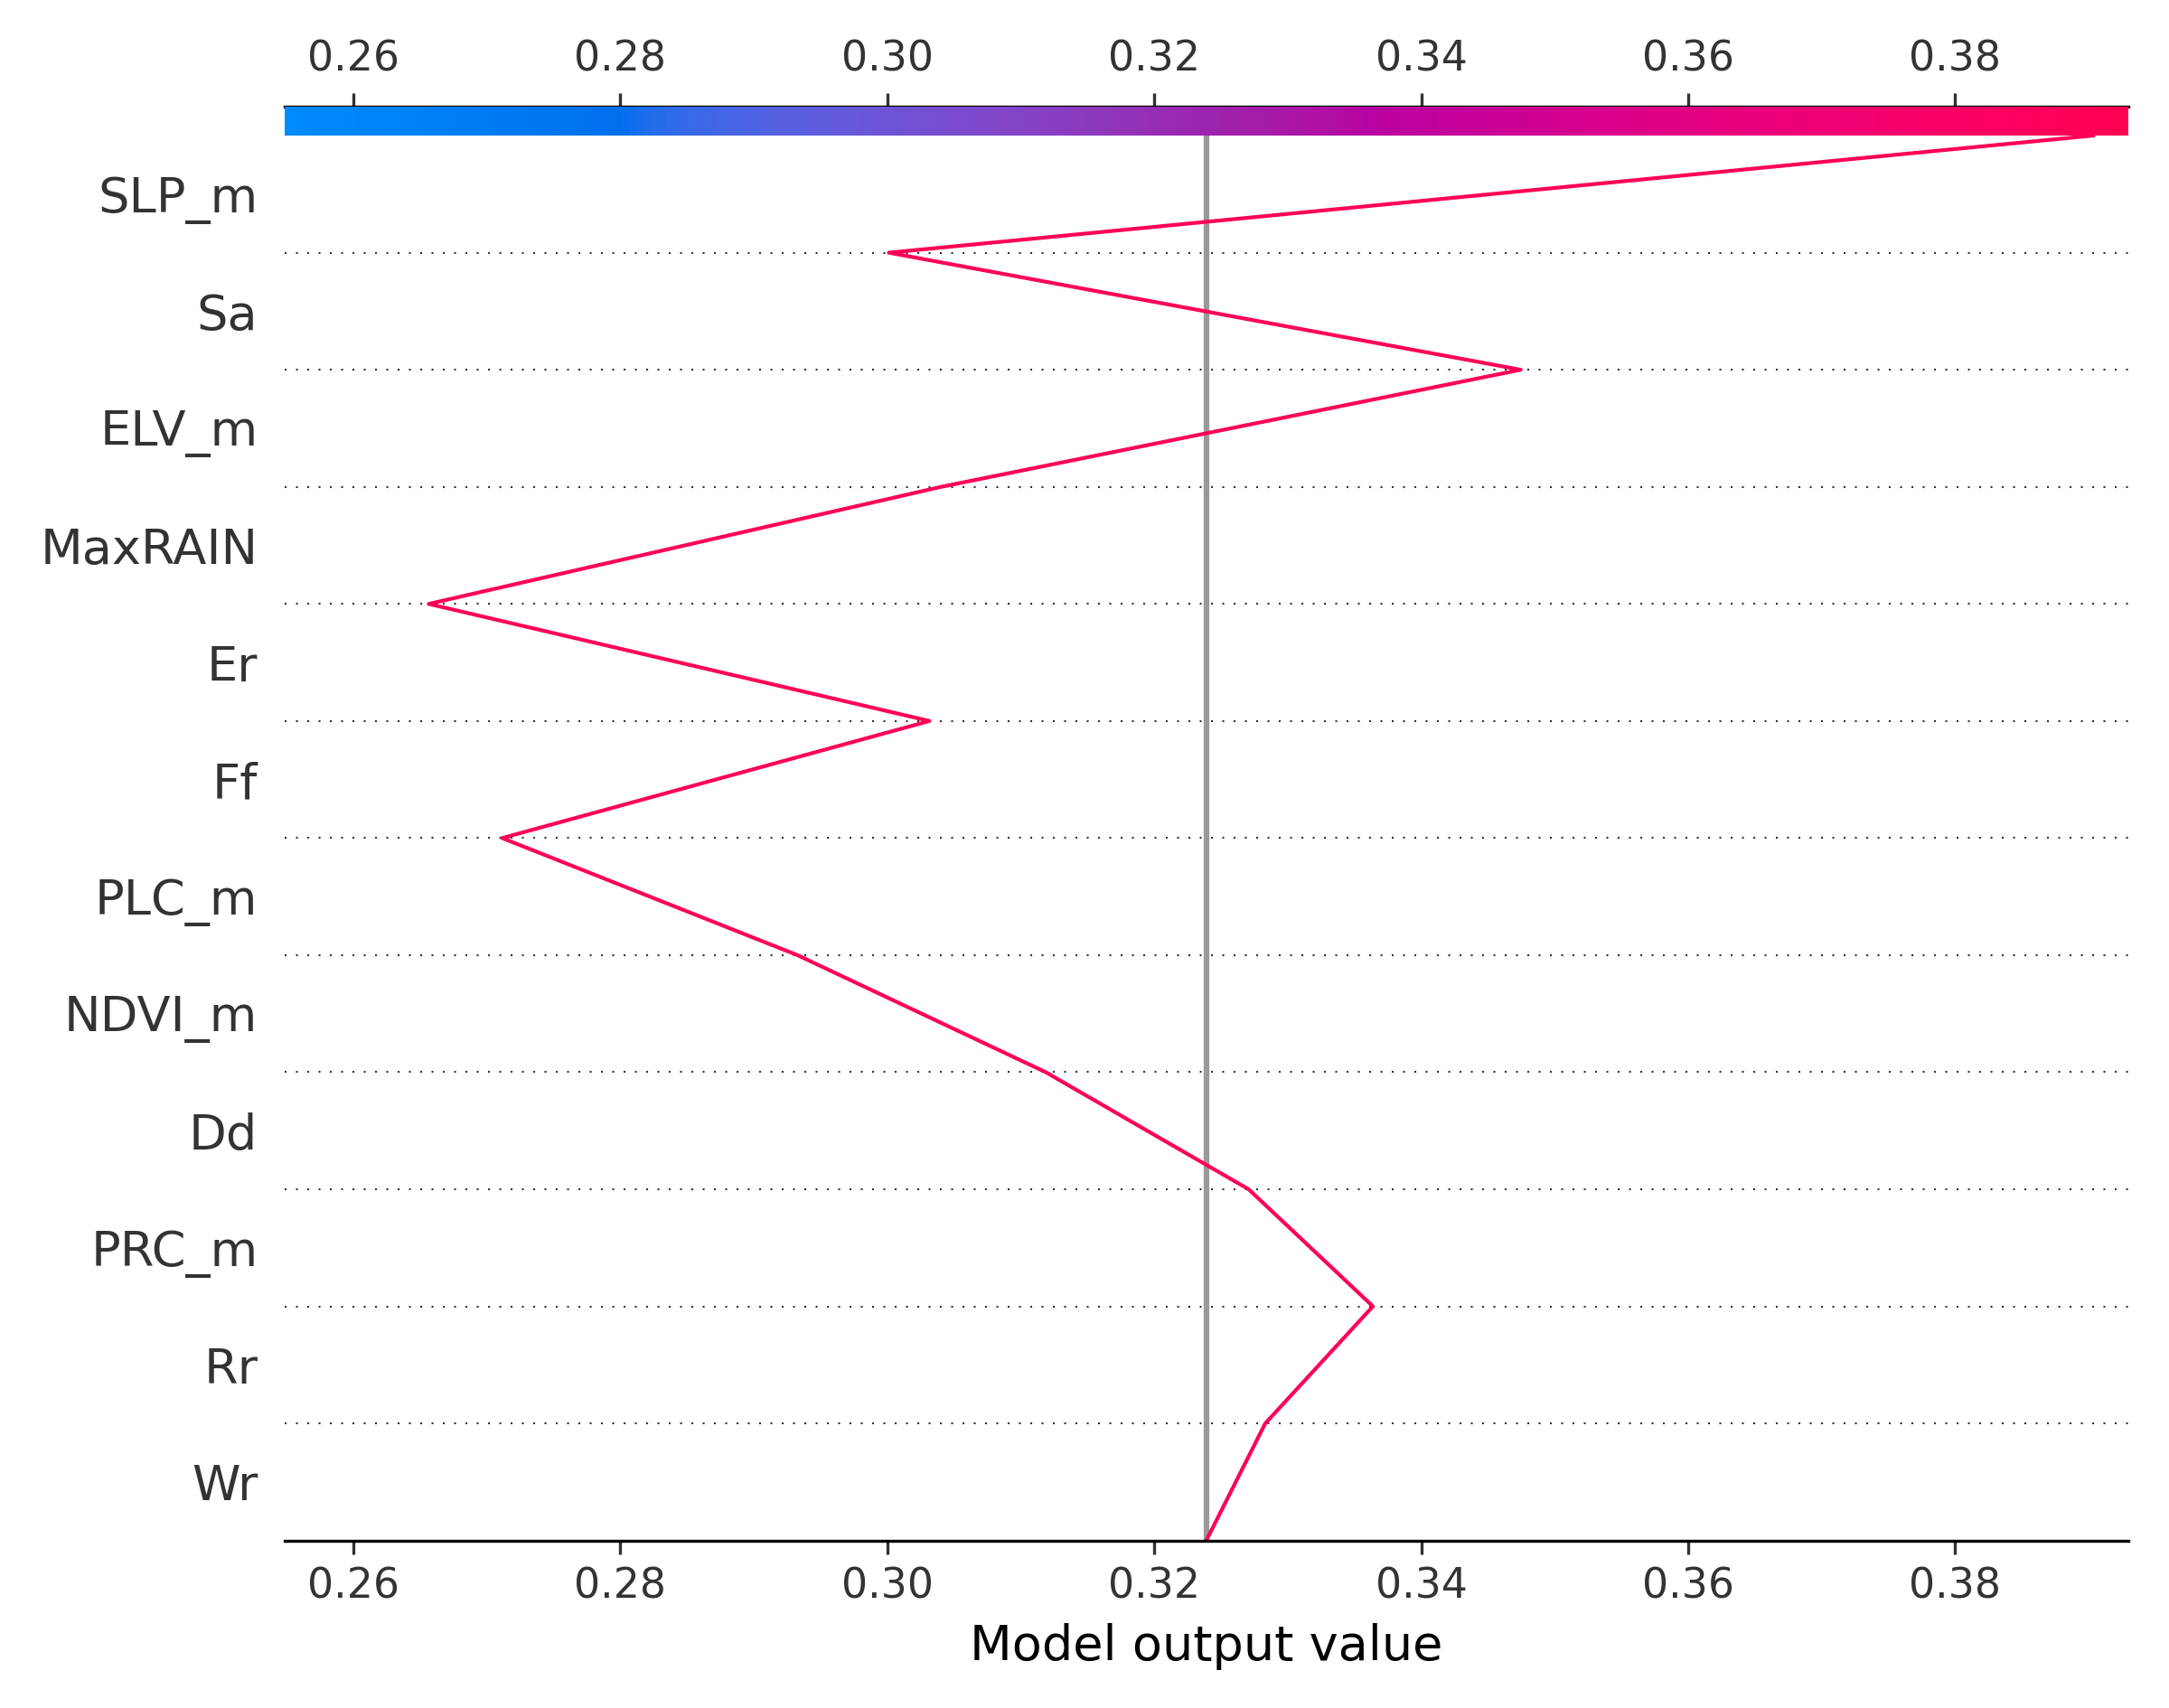 0.26 0.28 0.30 0.32 0.34 0.36 0.38
SLP_m
Sa
ELV_m
MaxRAIN
Er
Ff
PLC_m
NDVI_m
Dd
PRC_m
Rr
Wr
0.26 0.28 0.30 0.32 0.34 0.36 0.38
Model output value